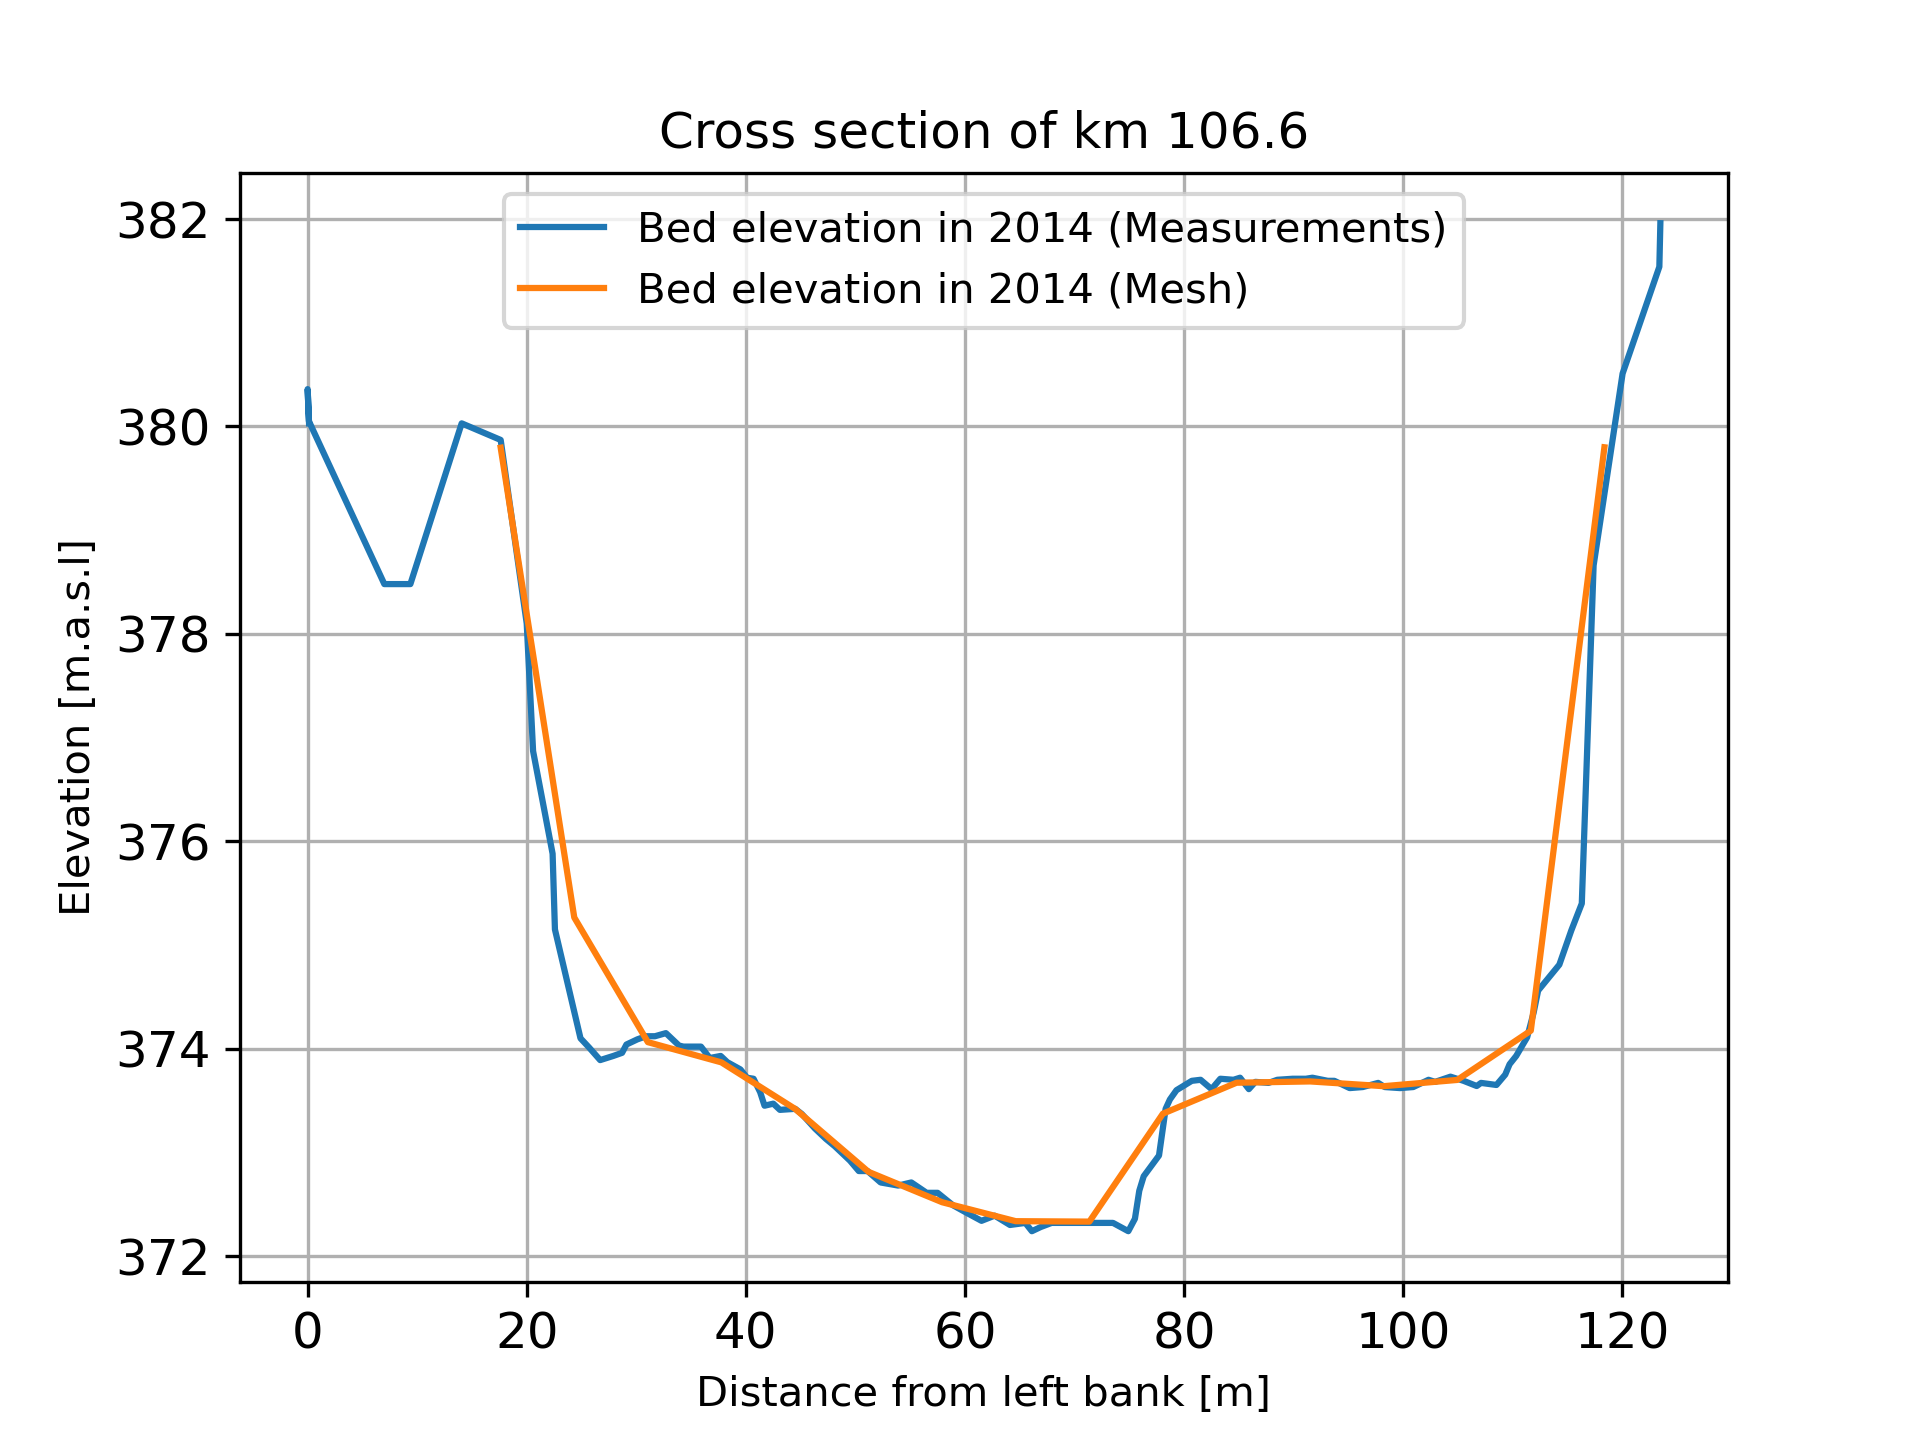 Cross section of km 106.6
Bed elevation in 2014 (Measurements)
Bed elevation in 2014 (Mesh)
382
380
378
376
374
372
Elevation [m.a.s.l]
0 20 40 60 80 100 120
Distance from left bank [m]